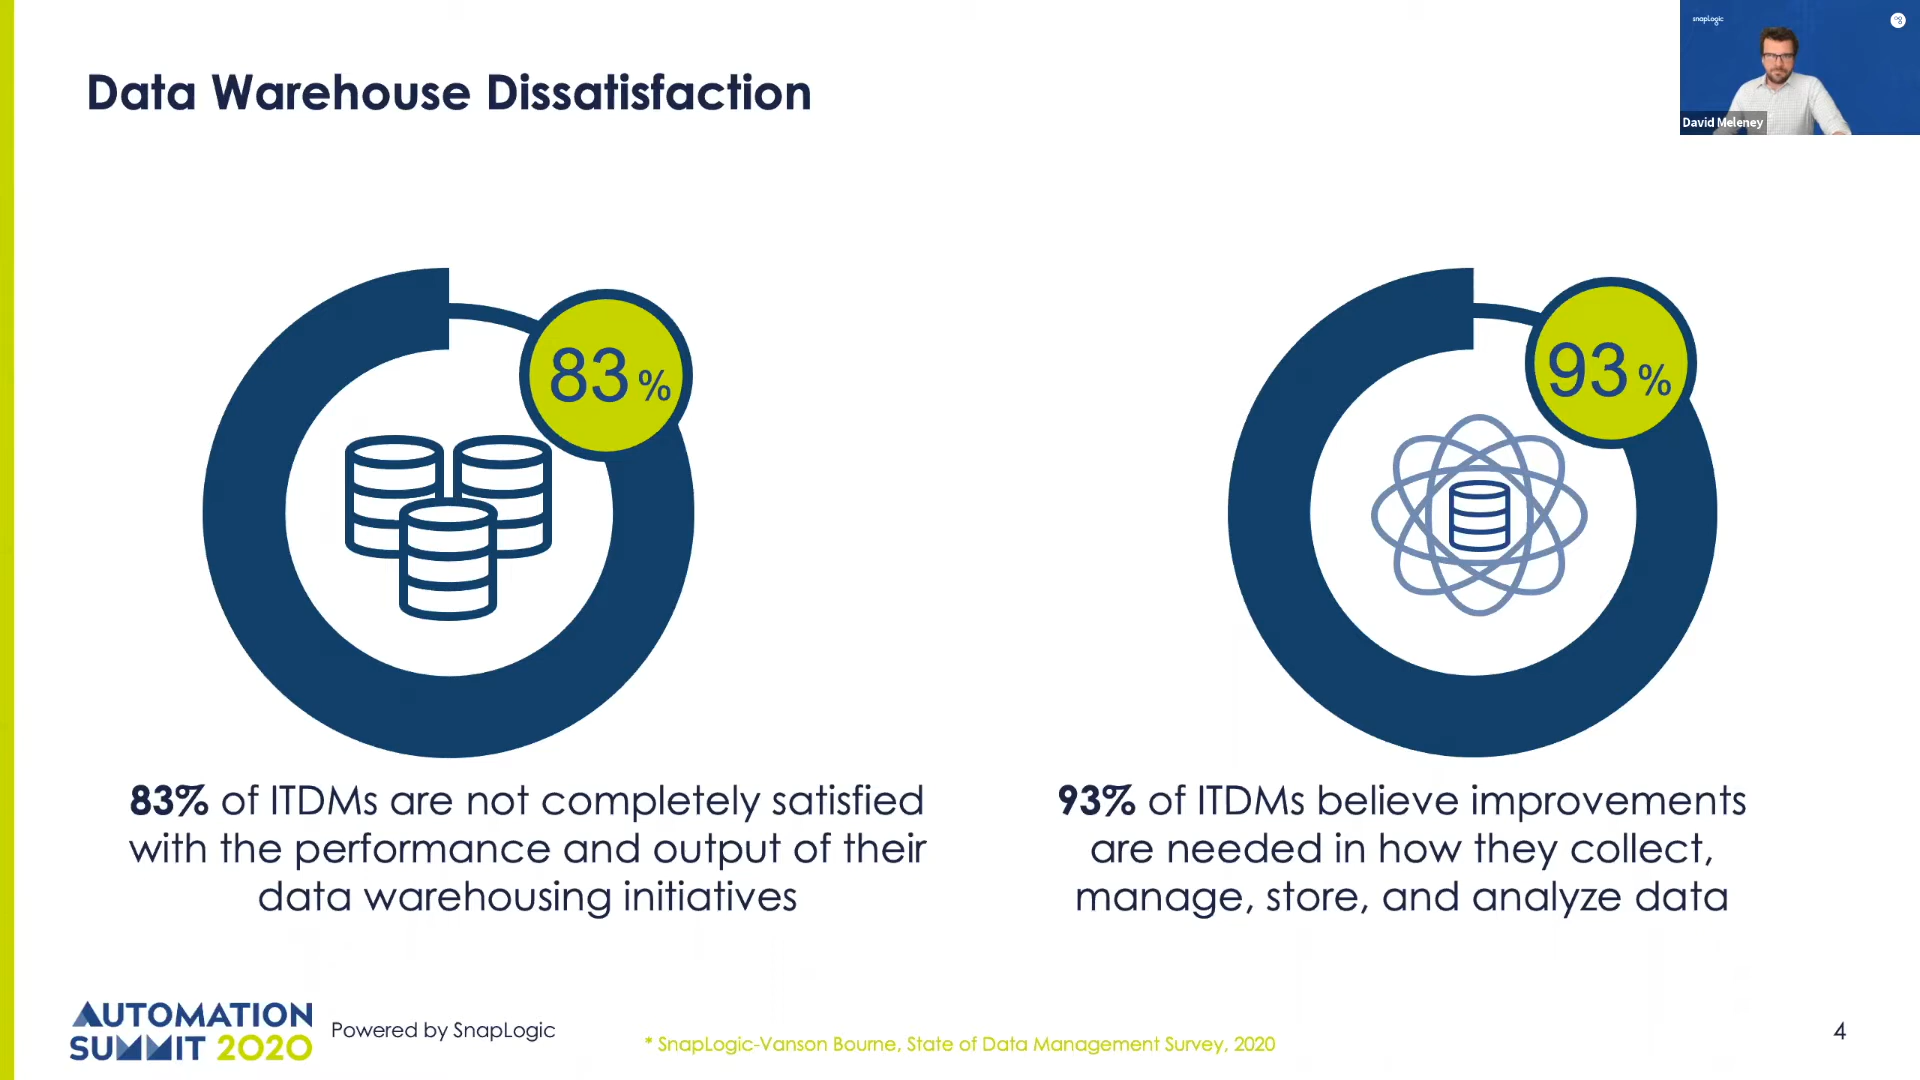 Data Warehouse Dissatisfaction
snapLogic
David Meleney
83%
93%
83% of ITDMs are not completely satisfied
with the performance and output of their
data warehousing initiatives
93% of ITDMs believe improvements
are needed in how they collect,
manage, store, and analyze data
AUTOMATION
SUMMIT 2020
Powered by SnapLogic
* SnapLogic-Vanson Bourne, State of Data Management Survey, 2020
4